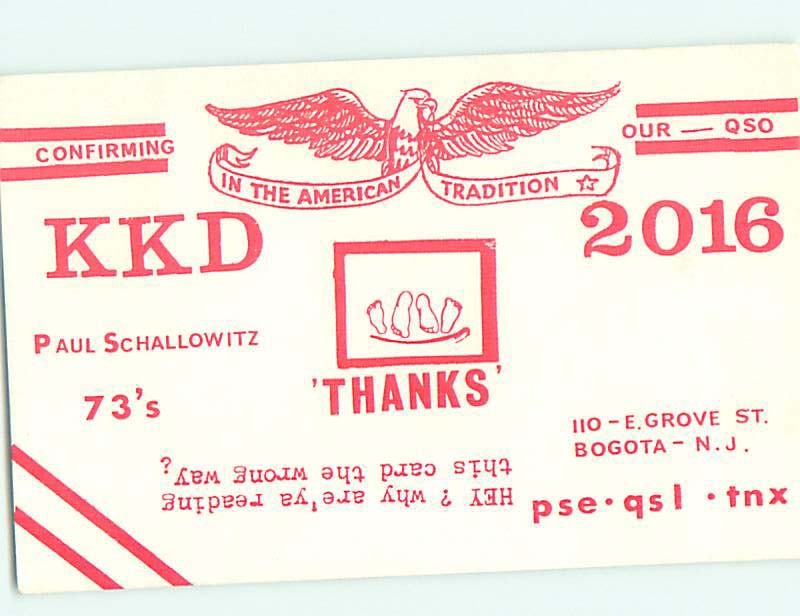 CONFIRMING
OUR — QSO
IN THE AMERICAN TRADITION
KKD 2016
PAUL SCHALLOWITZ
'THANKS'
73's
110 - E. GROVE ST.
BOGOTA - N.J.
HEY ? why are'ya reading
this card the wrong way?
pse • qsl • tnx